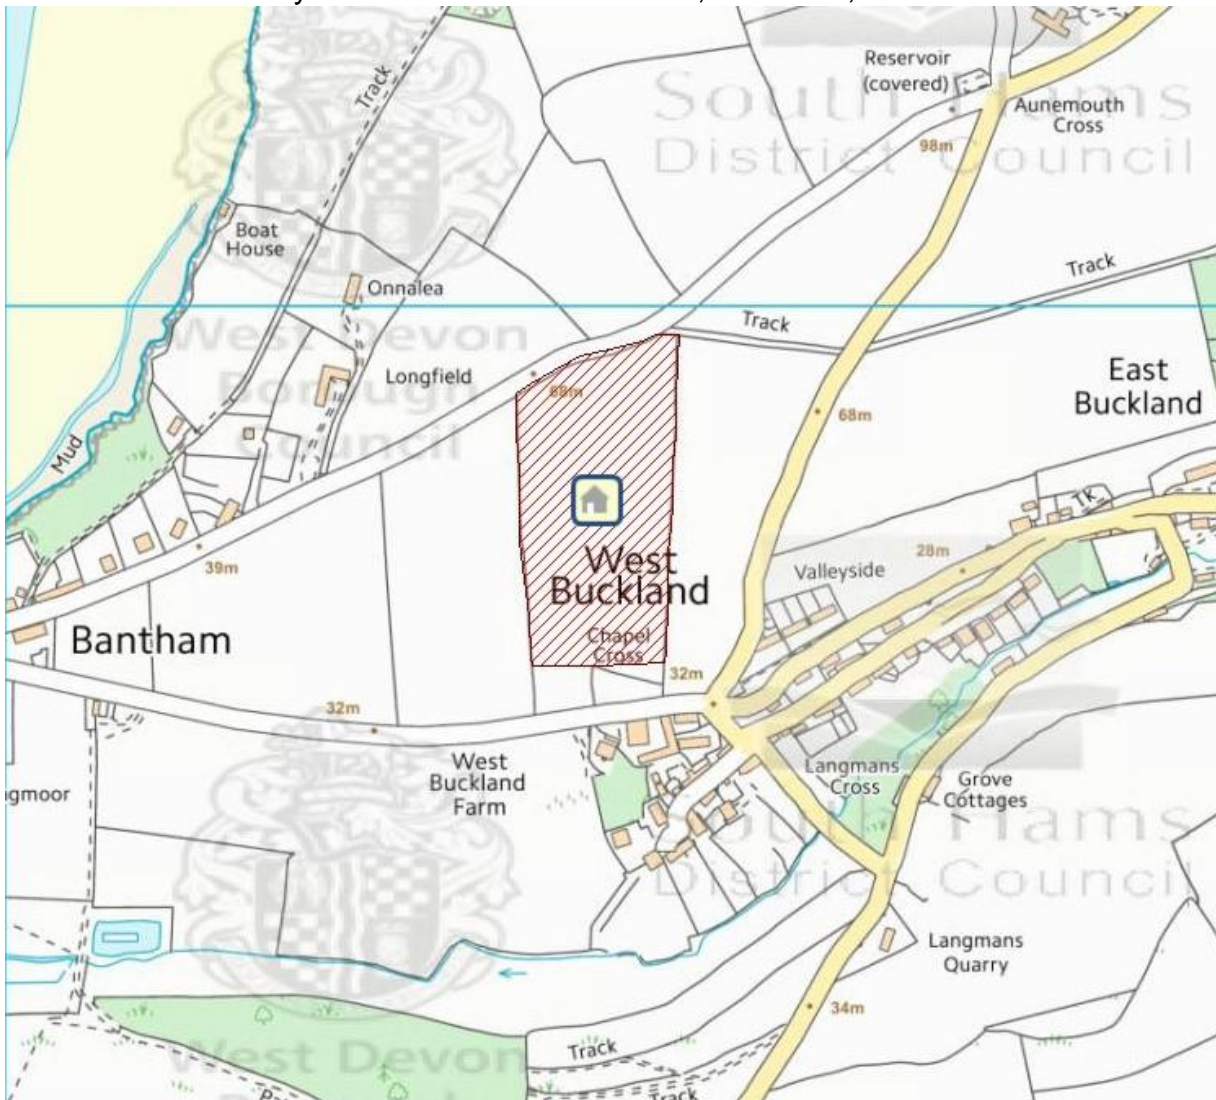 Track
Reservoir
(covered)
Aunemouth
Cross
98m
South Hams
District Council
Boat
House
Onnalea
Track
Track
West Devon
Borough
Council
Longfield
88m
68m
East
Buckland
Mud
Tk
28m
Valleyside
39m
West
Buckland
Chapel
Cross
Bantham
32m
32m
West
Buckland
Farm
Langmans
Cross
Grove
Cottages
gmoor
South Hams
District Council
Langmans
Quarry
34m
West Devon
Track
Track